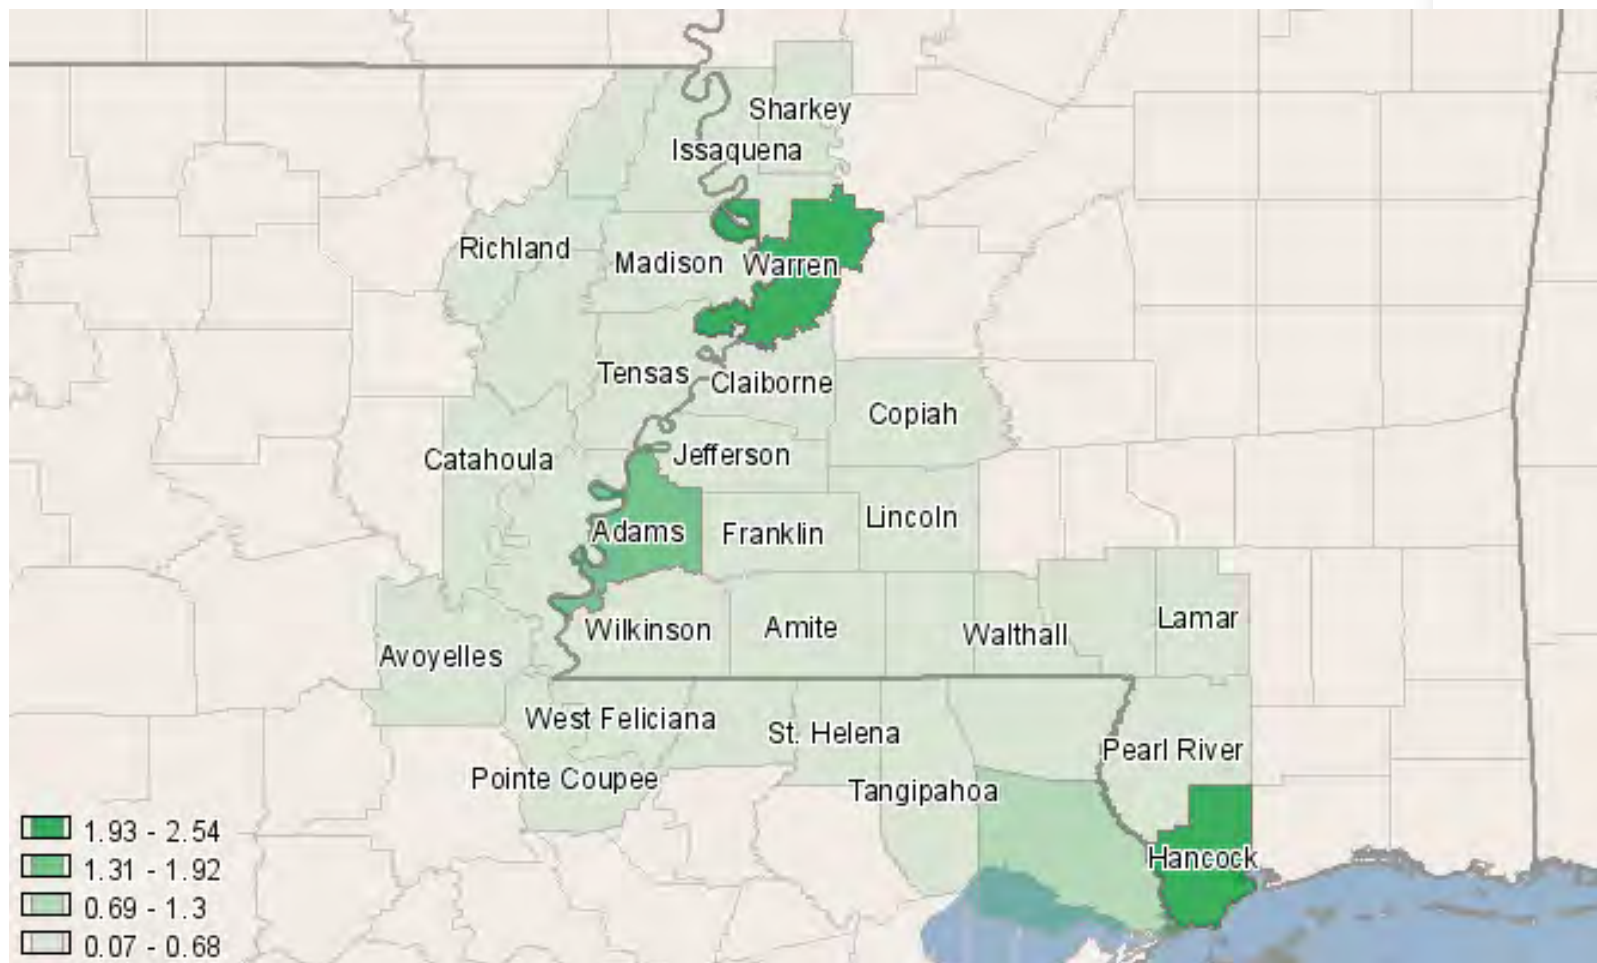 Sharkey
Issaquena
Richland
Madison
Warren
Tensas
Claiborne
Copiah
Catahoula
Jefferson
Adams
Franklin
Lincoln
Wilkinson
Amite
Walthall
Lamar
Avoyelles
West Feliciana
St. Helena
Pearl River
Pointe Coupee
Tangipahoa
Hancock
1.93 - 2.54
1.31 - 1.92
0.69 - 1.3
0.07 - 0.68